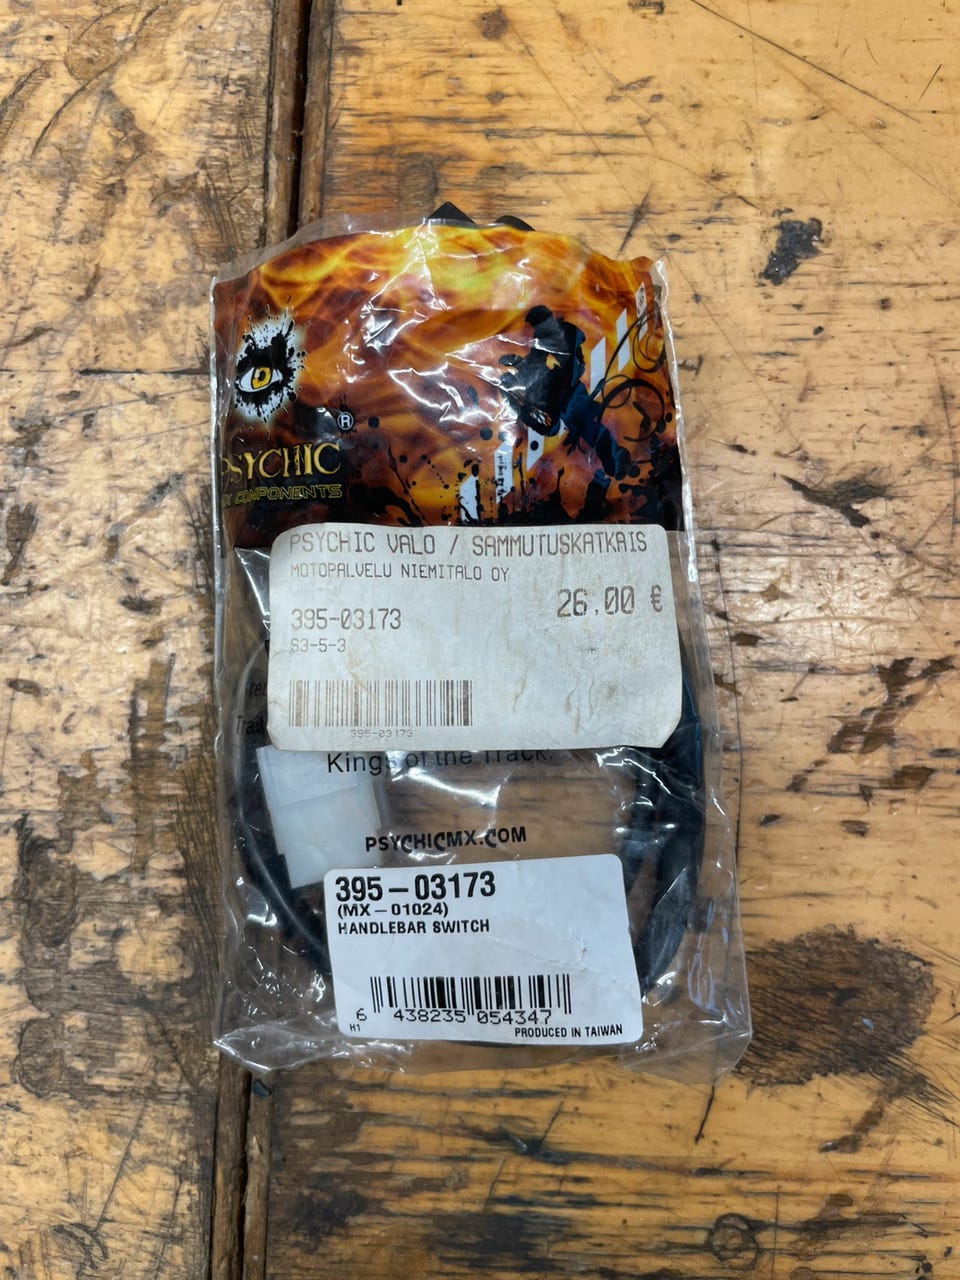 ®
PSYCHIC
MX COMPONENTS
PSYCHIC VALO / SAMMUTUSKATKAIS
MOTOPALVELU NIEMITALO OY
26,00 €
395-03173
S3-5-3
395-03173
Kings of the Track.
PSYCHICMX.COM
395-03173
(MX-01024)
HANDLEBAR SWITCH
6 438235 054347
H1
PRODUCED IN TAIWAN